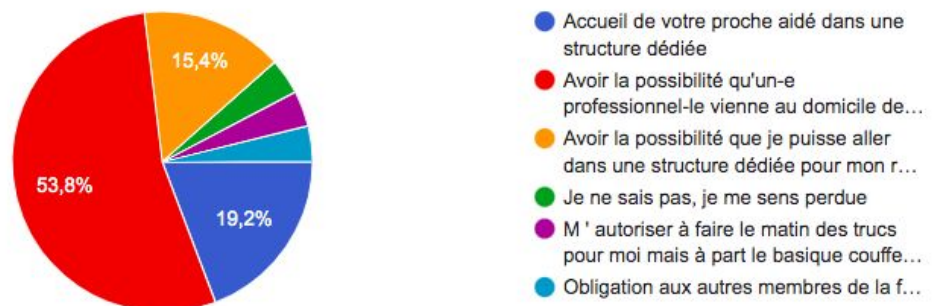 15,4%
53,8%
19,2%
Accueil de votre proche aidé dans une
structure dédiée
Avoir la possibilité qu'un-e
professionnel-le vienne au domicile de…
Avoir la possibilité que je puisse aller
dans une structure dédiée pour mon r…
Je ne sais pas, je me sens perdue
M ' autoriser à faire le matin des trucs
pour moi mais à part le basique couffe…
Obligation aux autres membres de la f…